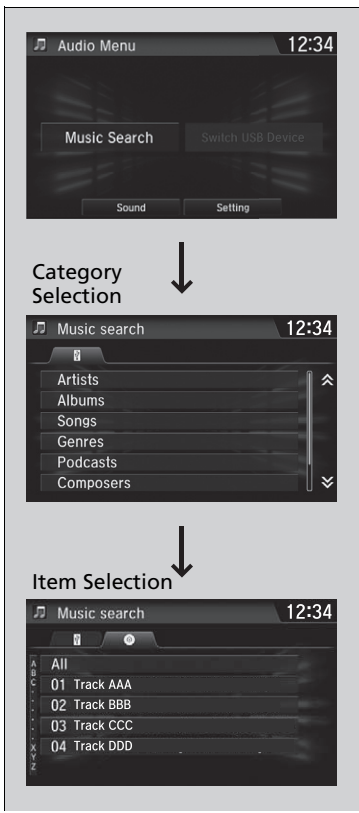 Audio Menu 12:34
Music Search Switch USB Device
Sound Setting
Category
Selection
Music search 12:34
Artists
Albums
Songs
Genres
Podcasts
Composers
Item Selection
Music search 12:34
A
B
C
All
01 Track AAA
02 Track BBB
03 Track CCC
04 Track DDD
X
Y
Z